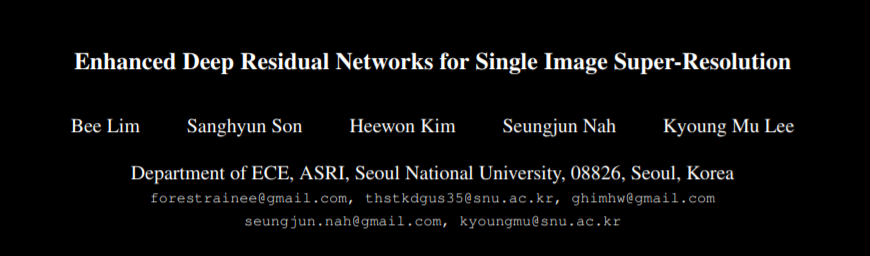 Enhanced Deep Residual Networks for Single Image Super-Resolution
Bee Lim Sanghyun Son Heewon Kim Seungjun Nah Kyoung Mu Lee
Department of ECE, ASRI, Seoul National University, 08826, Seoul, Korea
forestrainee@gmail.com, thstkdgus35@snu.ac.kr, ghimhw@gmail.com
seungjun.nah@gmail.com, kyoungmu@snu.ac.kr